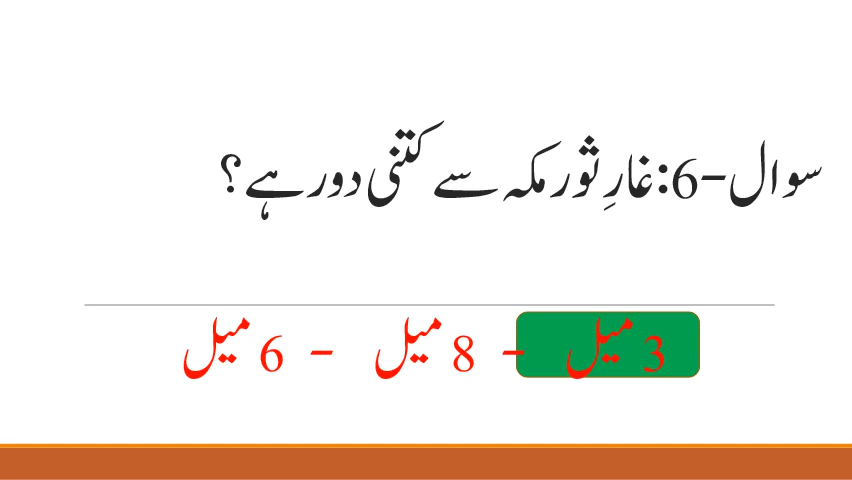 سوال-6:غارِ ثور مکہ سے کتنی دور ہے؟
3 میل - 8 میل - 6 میل